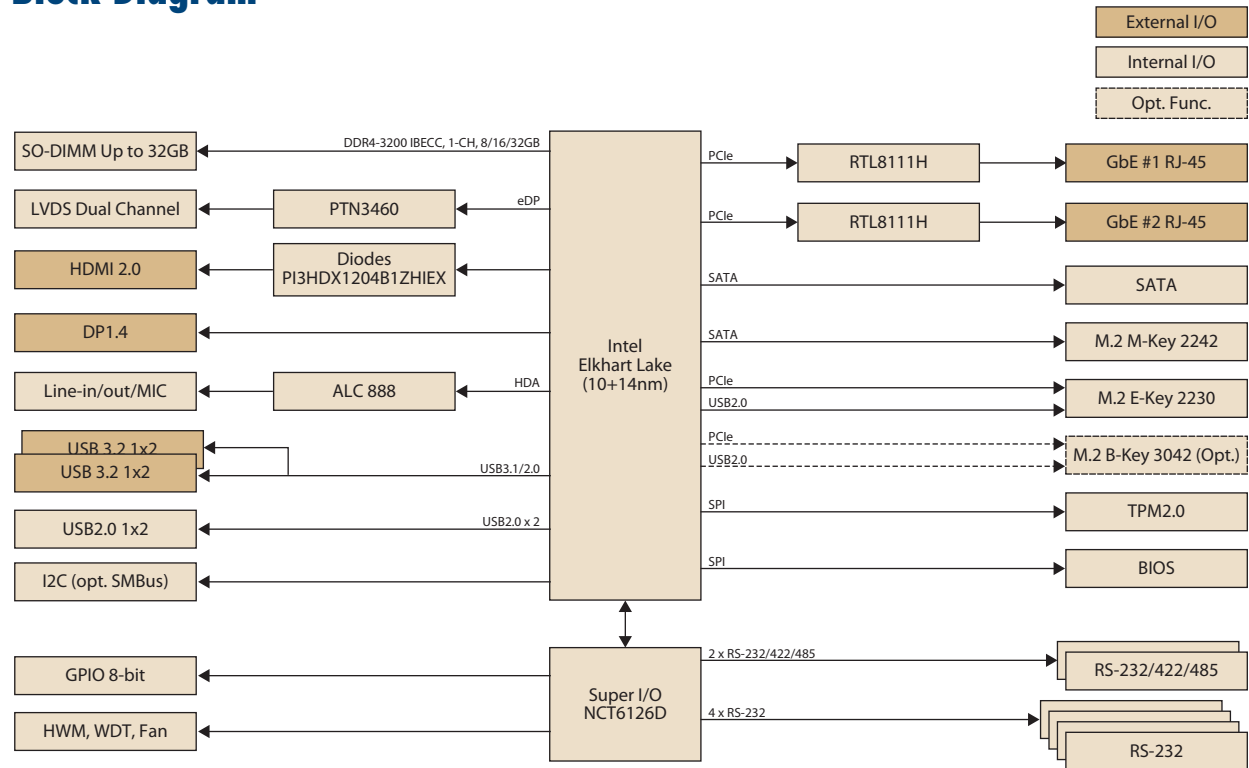 Block Diagram
External I/O
Internal I/O
Opt. Func.
SO-DIMM Up to 32GB
DDR4-3200 IBECC, 1-CH, 8/16/32GB
LVDS Dual Channel
PTN3460
eDP
HDMI 2.0
Diodes
PI3HDX1204B1ZHIEX
DP1.4
Line-in/out/MIC
ALC 888
HDA
USB 3.2 1x2
USB 3.2 1x2
USB3.1/2.0
USB2.0 1x2
USB2.0 x 2
I2C (opt. SMBus)
Intel
Elkhart Lake
(10+14nm)
PCIe
RTL8111H
GbE #1 RJ-45
PCIe
RTL8111H
GbE #2 RJ-45
SATA
SATA
SATA
M.2 M-Key 2242
PCIe
USB2.0
M.2 E-Key 2230
PCIe
USB2.0
M.2 B-Key 3042 (Opt.)
SPI
TPM2.0
SPI
BIOS
GPIO 8-bit
HWM, WDT, Fan
Super I/O
NCT6126D
2 x RS-232/422/485
RS-232/422/485
4 x RS-232
RS-232